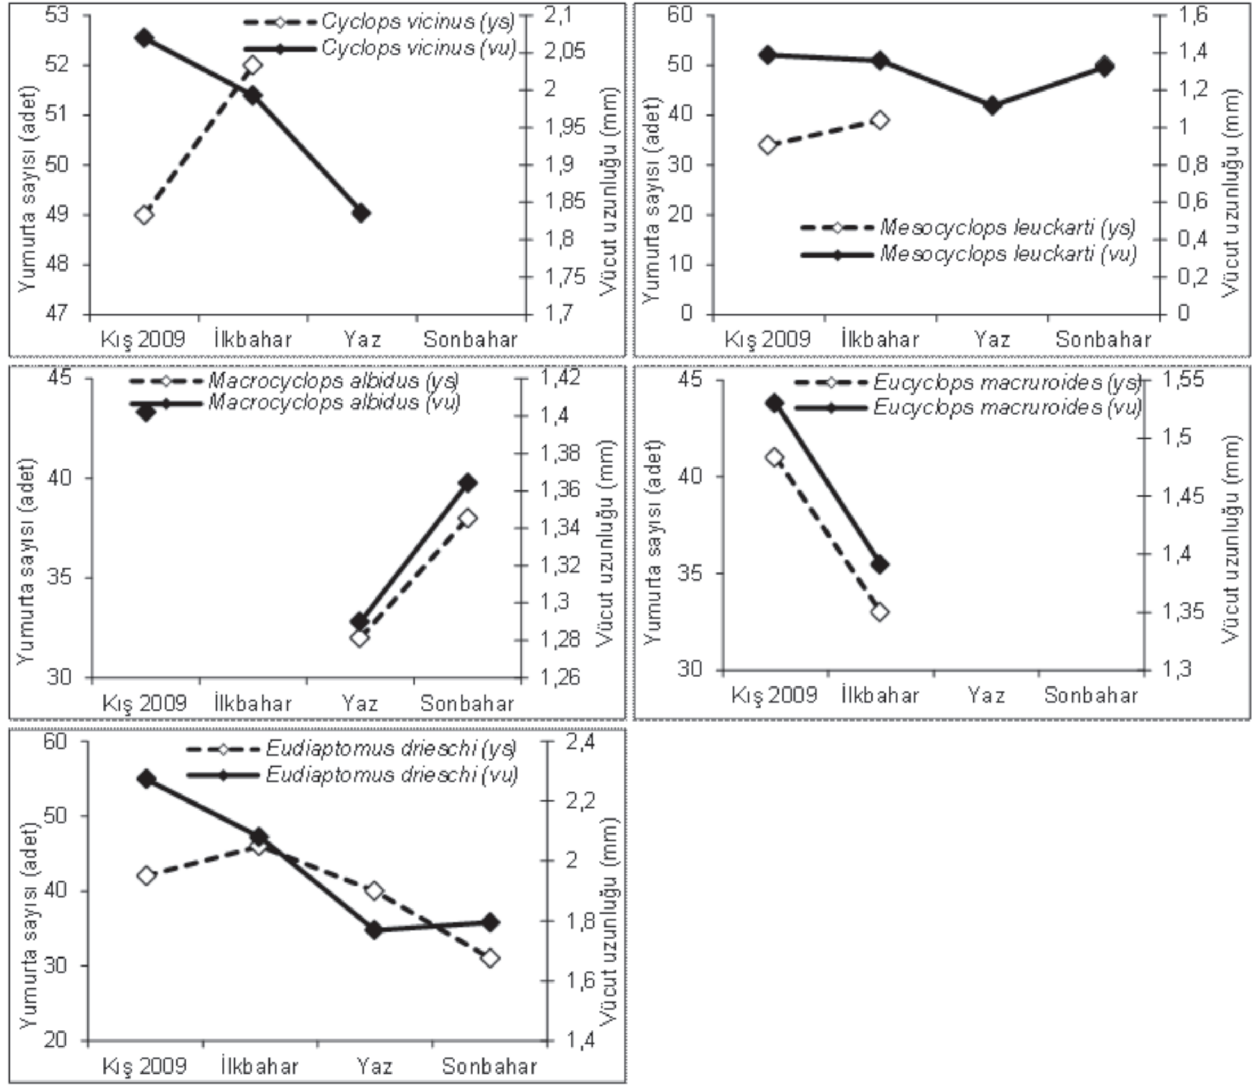 Cyclops vicinus (ys)
Cyclops vicinus (vu)
Yumurta sayısı (adet)
53
52
51
50
49
48
47
2,1
2,05
2
1,95
1,9
1,85
1,8
1,75
1,7
Vücut uzunluğu (mm)
Kış 2009 İlkbahar Yaz Sonbahar
Yumurta sayısı (adet)
60
50
40
30
20
10
0
Mesocyclops leuckarti (ys)
Mesocyclops leuckarti (vu)
1,6
1,4
1,2
1
0,8
0,6
0,4
0,2
0
Vücut uzunluğu (mm)
Kış 2009 İlkbahar Yaz Sonbahar
Macrocyclops albidus (ys)
Macrocyclops albidus (vu)
Yumurta sayısı (adet)
45
40
35
30
1,42
1,4
1,38
1,36
1,34
1,32
1,3
1,28
1,26
Vücut uzunluğu (mm)
Kış 2009 İlkbahar Yaz Sonbahar
Eucyclops macruroides (ys)
Eucyclops macruroides (vu)
Yumurta sayısı (adet)
45
40
35
30
1,55
1,5
1,45
1,4
1,35
1,3
Vücut uzunluğu (mm)
Kış 2009 İlkbahar Yaz Sonbahar
Eudiaptomus drieschi (ys)
Eudiaptomus drieschi (vu)
Yumurta sayısı (adet)
60
50
40
30
20
2,4
2,2
2
1,8
1,6
1,4
Vücut uzunluğu (mm)
Kış 2009 İlkbahar Yaz Sonbahar